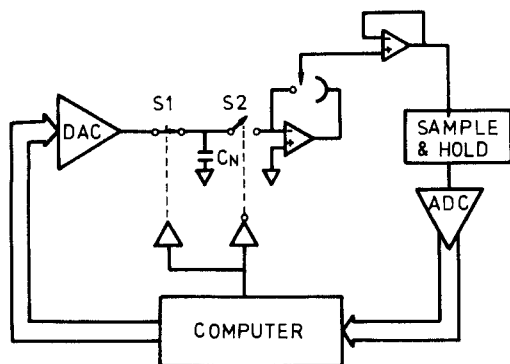 S1
S2
DAC
C_N
SAMPLE
& HOLD
ADC
COMPUTER